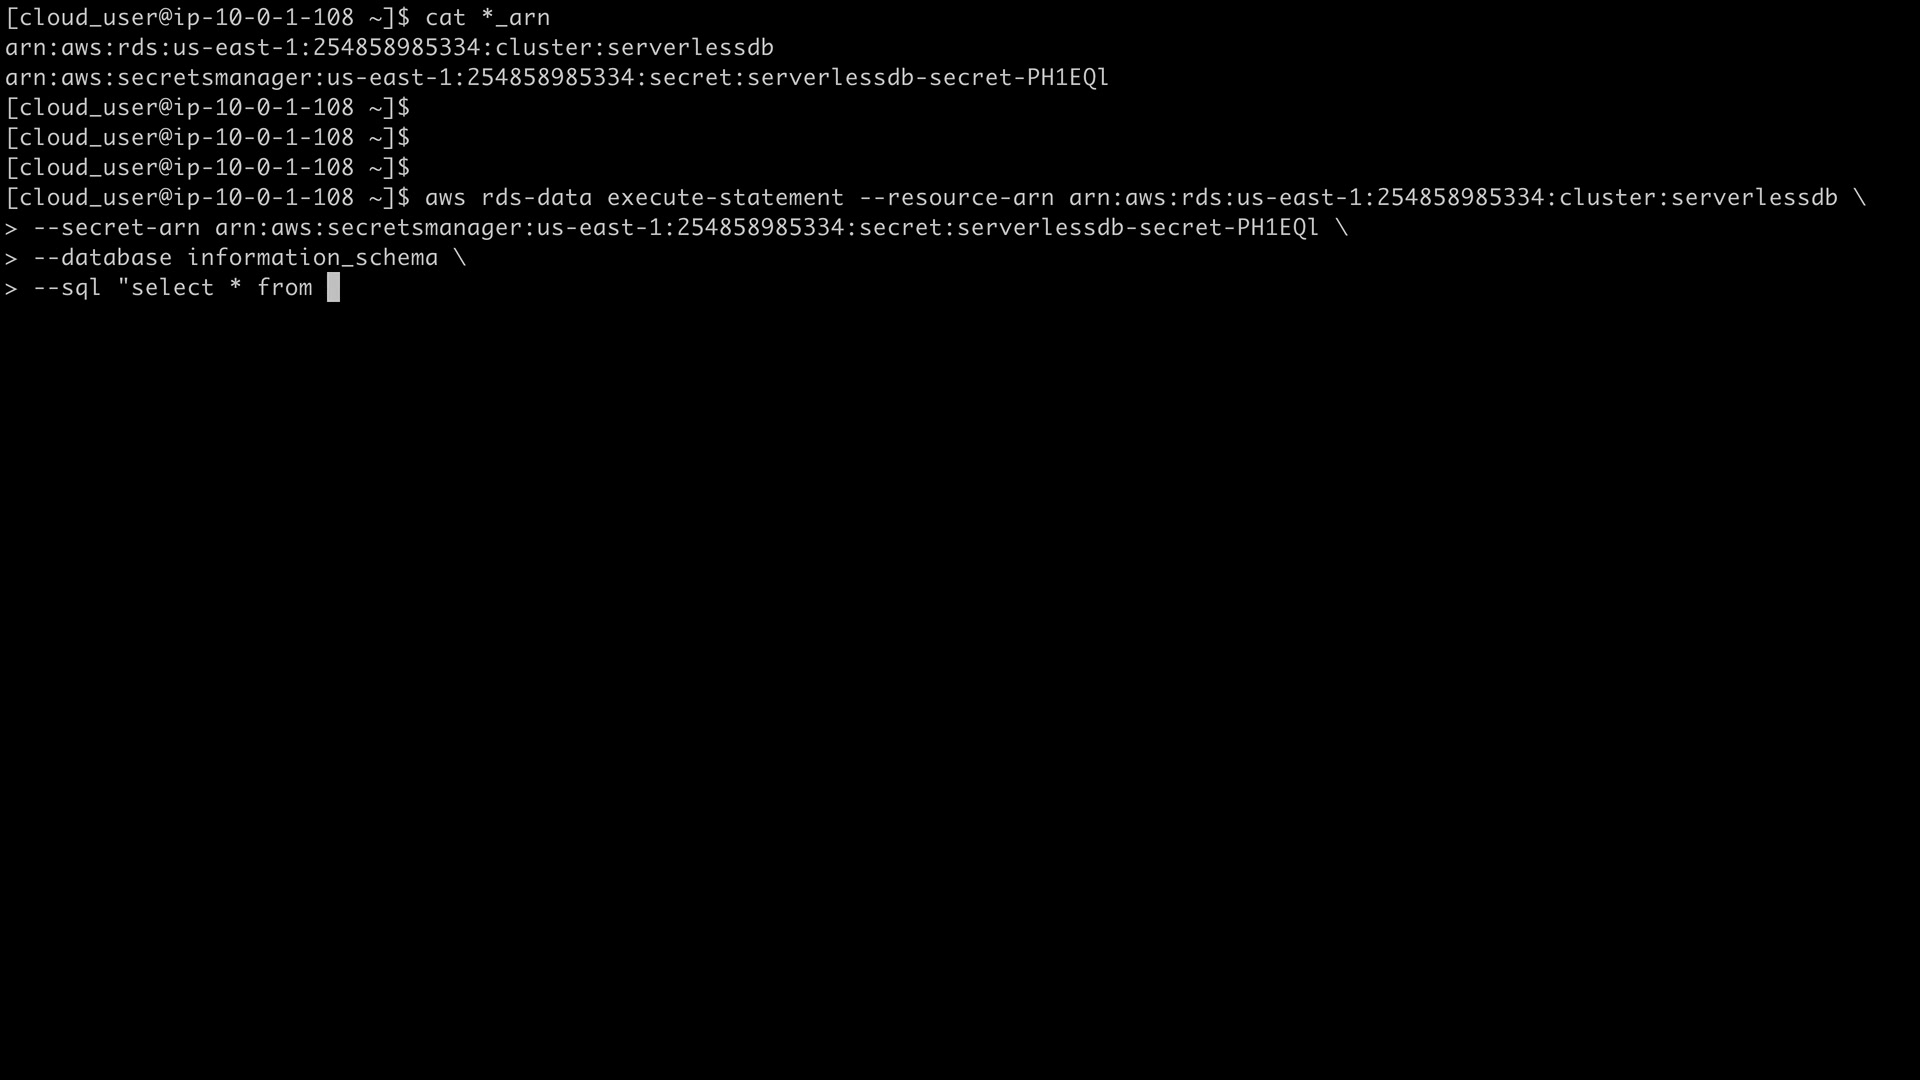 [cloud_user@ip-10-0-1-108 ~]$ cat *_arn
arn:aws:rds:us-east-1:254858985334:cluster:serverlessdb
arn:aws:secretsmanager:us-east-1:254858985334:secret:serverlessdb-secret-PH1EQl
[cloud_user@ip-10-0-1-108 ~]$
[cloud_user@ip-10-0-1-108 ~]$
[cloud_user@ip-10-0-1-108 ~]$
[cloud_user@ip-10-0-1-108 ~]$ aws rds-data execute-statement --resource-arn arn:aws:rds:us-east-1:254858985334:cluster:serverlessdb \
> --secret-arn arn:aws:secretsmanager:us-east-1:254858985334:secret:serverlessdb-secret-PH1EQl \
> --database information_schema \
> --sql "select * from